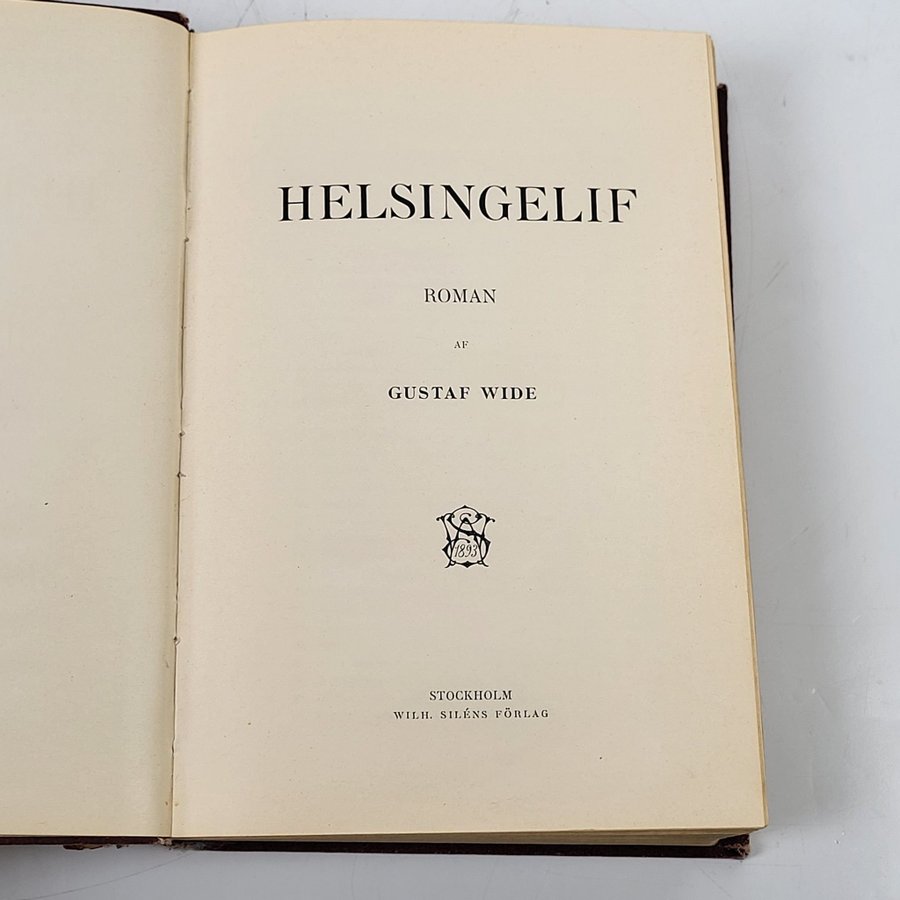 HELSINGELIF
ROMAN
AF
GUSTAF WIDE
1893
STOCKHOLM
WILH. SILÉNS FÖRLAG